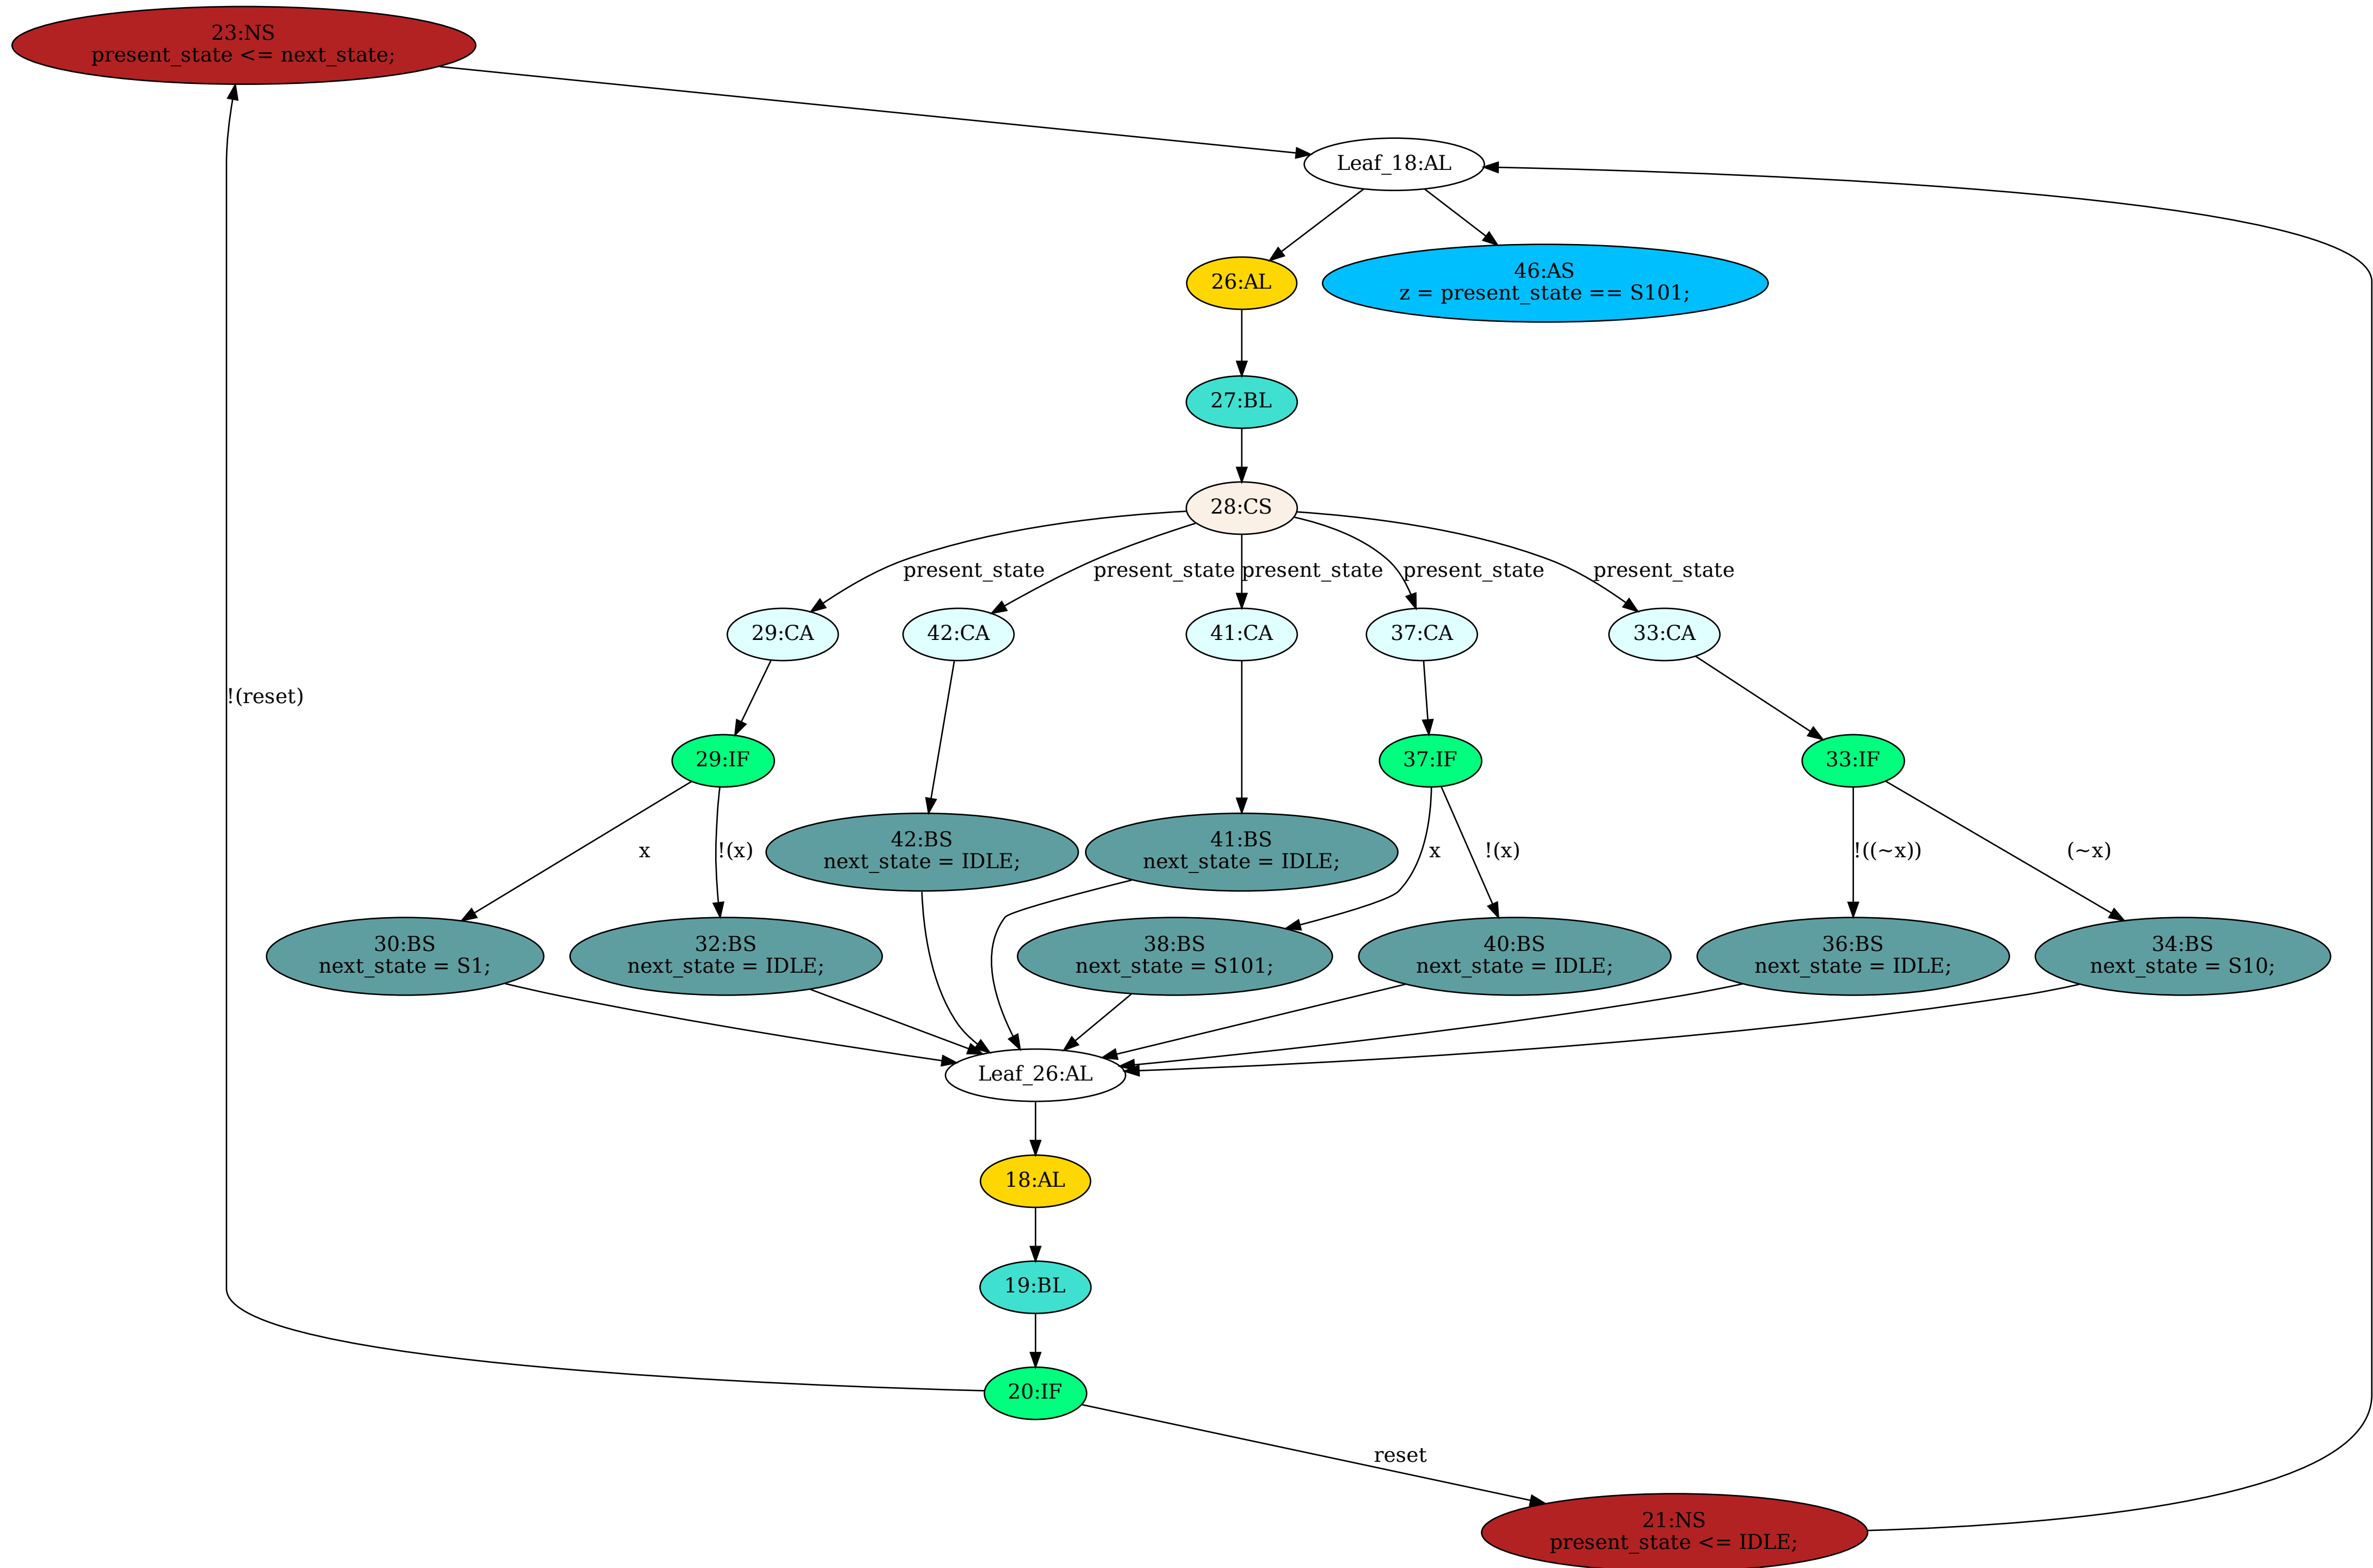 23:NS
present_state <= next_state;
Leaf_18:AL
26:AL
46:AS
z = present_state == S101;
27:BL
28:CS
present_state
present_state
present_state
present_state
present_state
29:CA
42:CA
41:CA
37:CA
33:CA
!(reset)
29:IF
37:IF
33:IF
x
!(x)
42:BS
next_state = IDLE;
41:BS
next_state = IDLE;
x
!(x)
!((~x))
(~x)
30:BS
next_state = S1;
32:BS
next_state = IDLE;
38:BS
next_state = S101;
40:BS
next_state = IDLE;
36:BS
next_state = IDLE;
34:BS
next_state = S10;
Leaf_26:AL
18:AL
19:BL
20:IF
reset
21:NS
present_state <= IDLE;